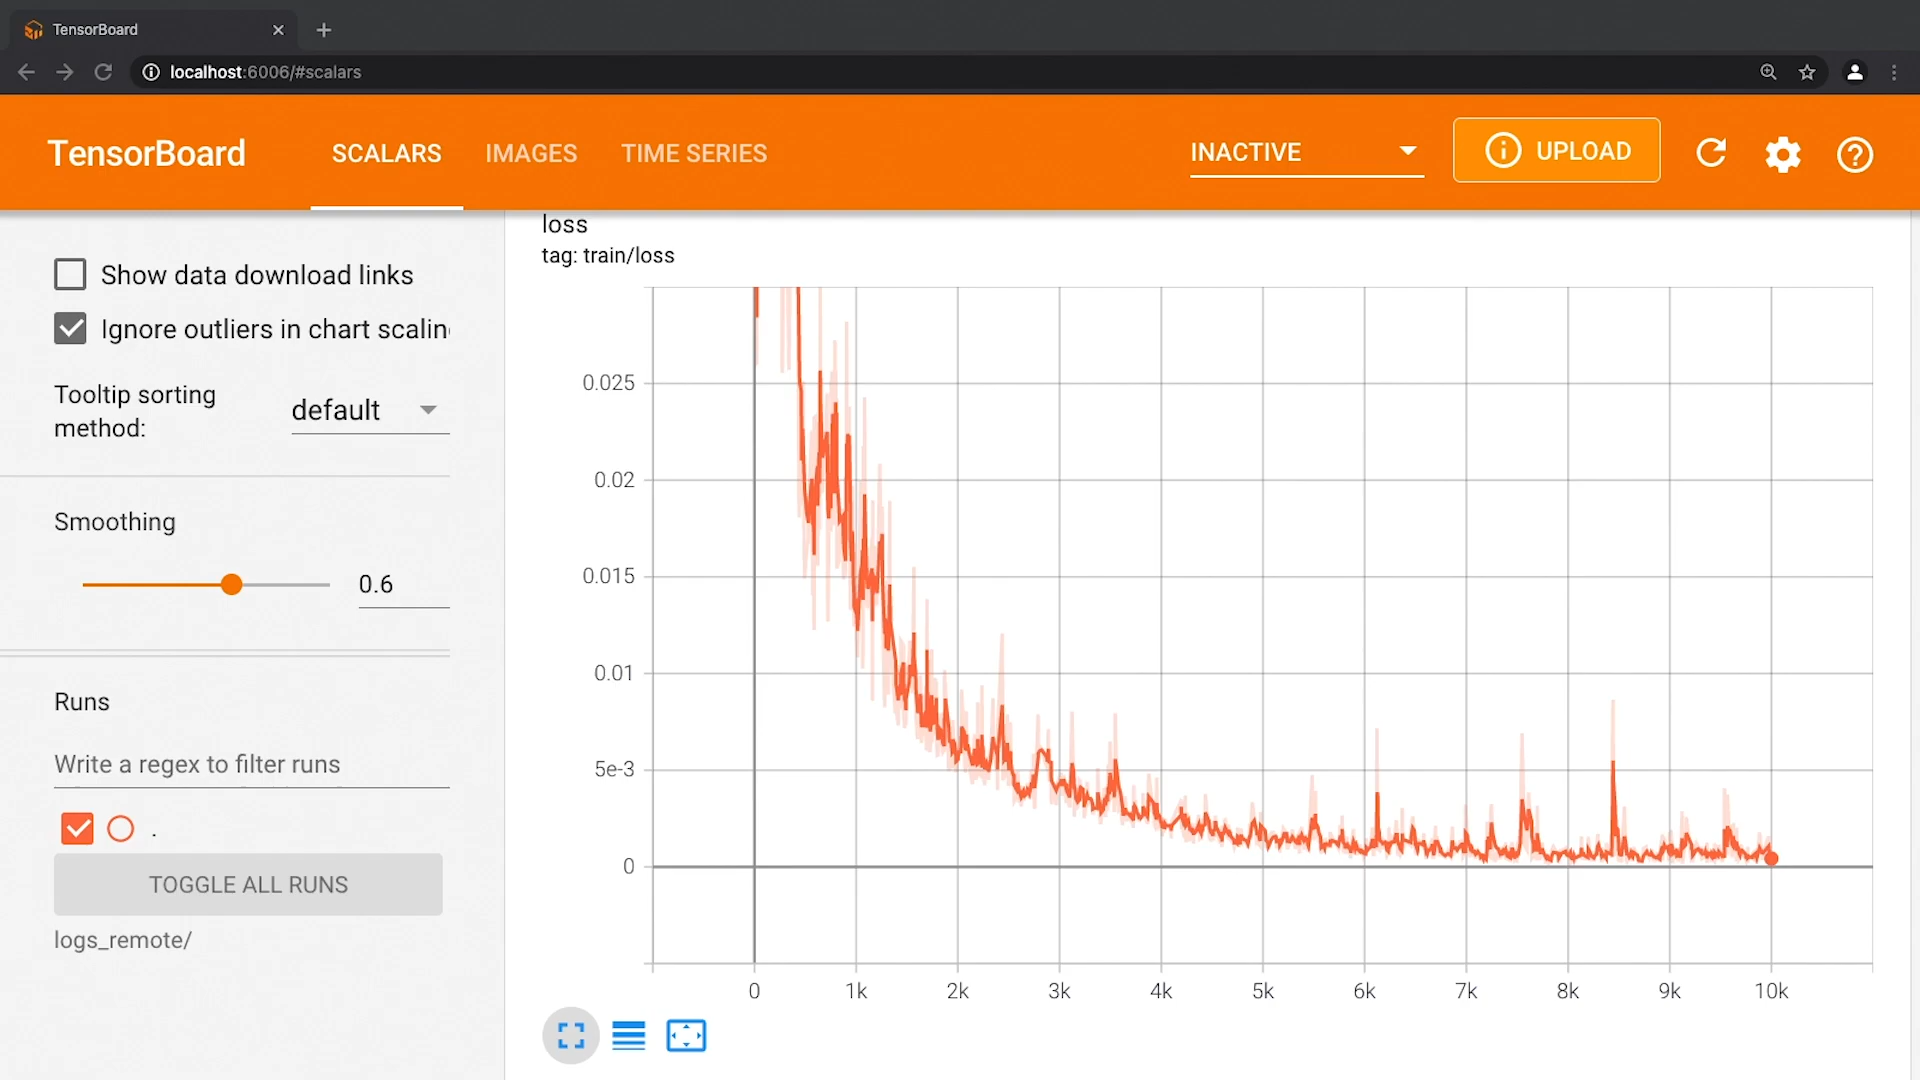 TensorBoard
localhost:6006/#scalars
TensorBoard
SCALARS
IMAGES
TIME SERIES
INACTIVE
UPLOAD
Show data download links
Ignore outliers in chart scalin
Tooltip sorting
method:
default
Smoothing
0.6
Runs
Write a regex to filter runs
.
TOGGLE ALL RUNS
logs_remote/
loss
tag: train/loss
0.025
0.02
0.015
0.01
5e-3
0
0 1k 2k 3k 4k 5k 6k 7k 8k 9k 10k